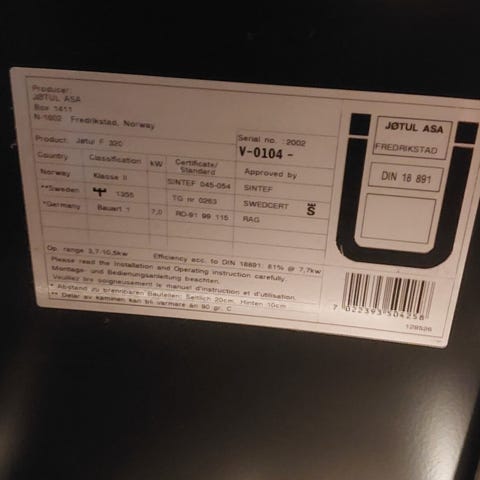 Producer:
JØTUL ASA
Box 1411
N-1602 Fredrikstad, Norway
Product: Jøtul F 320
Serial no. :2002
V-0104 -
Country Classification kW Certificate/Standard Approved by
Norway Klasse II SINTEF 045-054 SINTEF
**Sweden 1355 TG nr 0263 SWEDCERT S
*Germany Bauart 1 7,0 RD-91 99 115 RAG
Op. range 3,7/10,5kw Efficiency acc. to DIN 18891: 81% @ 7,7kw
Please read the Installation and Operating instruction carefully.
Montage- und Bedienungsanleitung beachten.
Veuillez lire soigneusement le manuel d'instruction et d'utilisation.
* Abstand zu brennbaren Bauteilen: Seitlich 20cm, Hinten 10cm
** Delar av kaminen kan bli varmare än 90 gr. C
JØTUL ASA
FREDRIKSTAD
DIN 18 891
7 022393 504258
128526